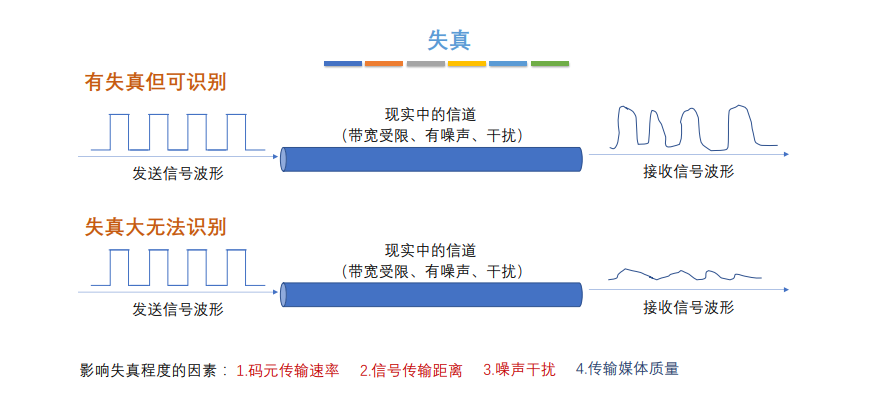 失真
有失真但可识别
现实中的信道
（带宽受限、有噪声、干扰）
发送信号波形
接收信号波形
失真大无法识别
现实中的信道
（带宽受限、有噪声、干扰）
发送信号波形
接收信号波形
影响失真程度的因素：1.码元传输速率 2.信号传输距离 3.噪声干扰 4.传输媒体质量